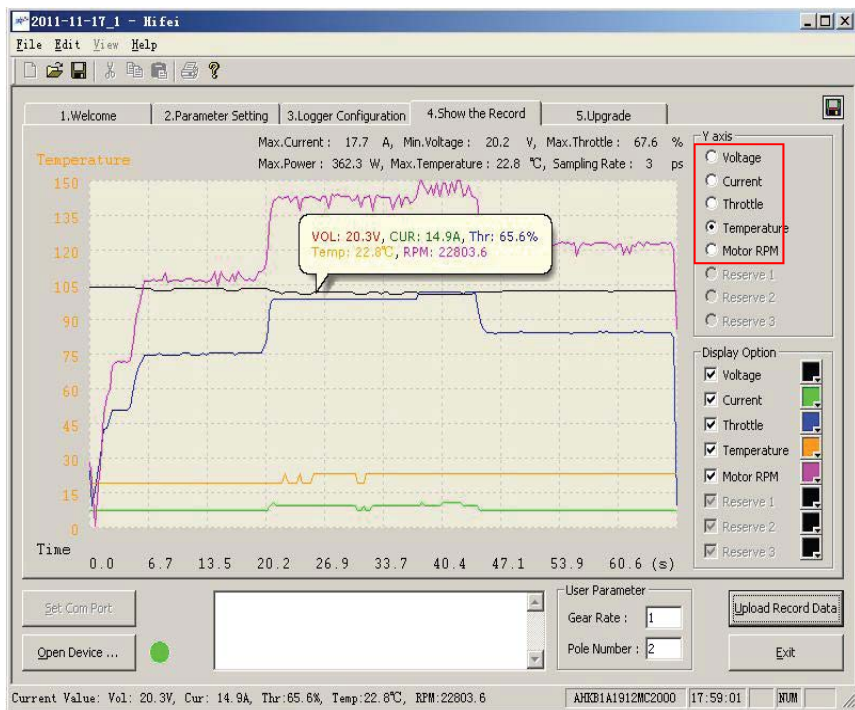 2011-11-17_1 - Hifei
File Edit View Help
1.Welcome 2.Parameter Setting 3.Logger Configuration 4.Show the Record 5.Upgrade
Max.Current : 17.7 A, Min.Voltage : 20.2 V, Max.Throttle : 67.6 %
Max.Power : 362.3 W, Max.Temperature : 22.8 ℃, Sampling Rate : 3 ps
Temperature
150
135
120
105
90
75
60
45
30
15
0
VOL: 20.3V, CUR: 14.9A, Thr: 65.6%
Temp: 22.8℃, RPM: 22803.6
Time
0.0 6.7 13.5 20.2 26.9 33.7 40.4 47.1 53.9 60.6 (s)
Y axis
Voltage
Current
Throttle
Temperature
Motor RPM
Reserve 1
Reserve 2
Reserve 3
Display Option
Voltage
Current
Throttle
Temperature
Motor RPM
Reserve 1
Reserve 2
Reserve 3
Set Com Port
Open Device ...
User Parameter
Gear Rate : 1
Pole Number : 2
Upload Record Data
Exit
Current Value: Vol: 20.3V, Cur: 14.9A, Thr:65.6%, Temp:22.8℃, RPM:22803.6 AHKB1A1912MC2000 17:59:01 NUM